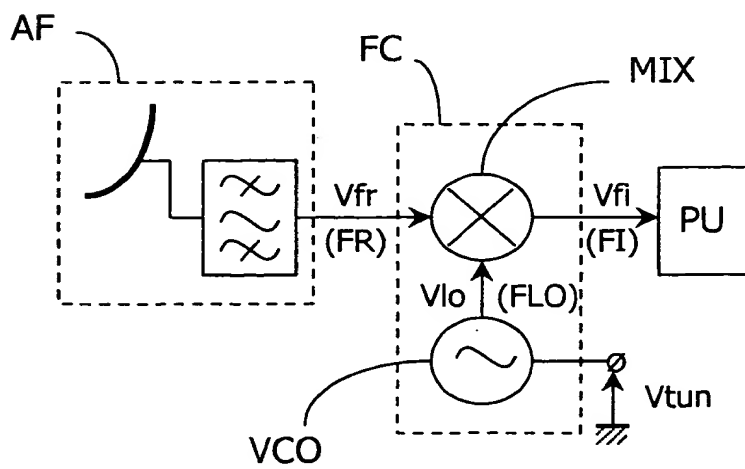 AF
FC
MIX
Vfr
(FR)
Vfi
(FI)
PU
Vlo (FLO)
Vtun
VCO